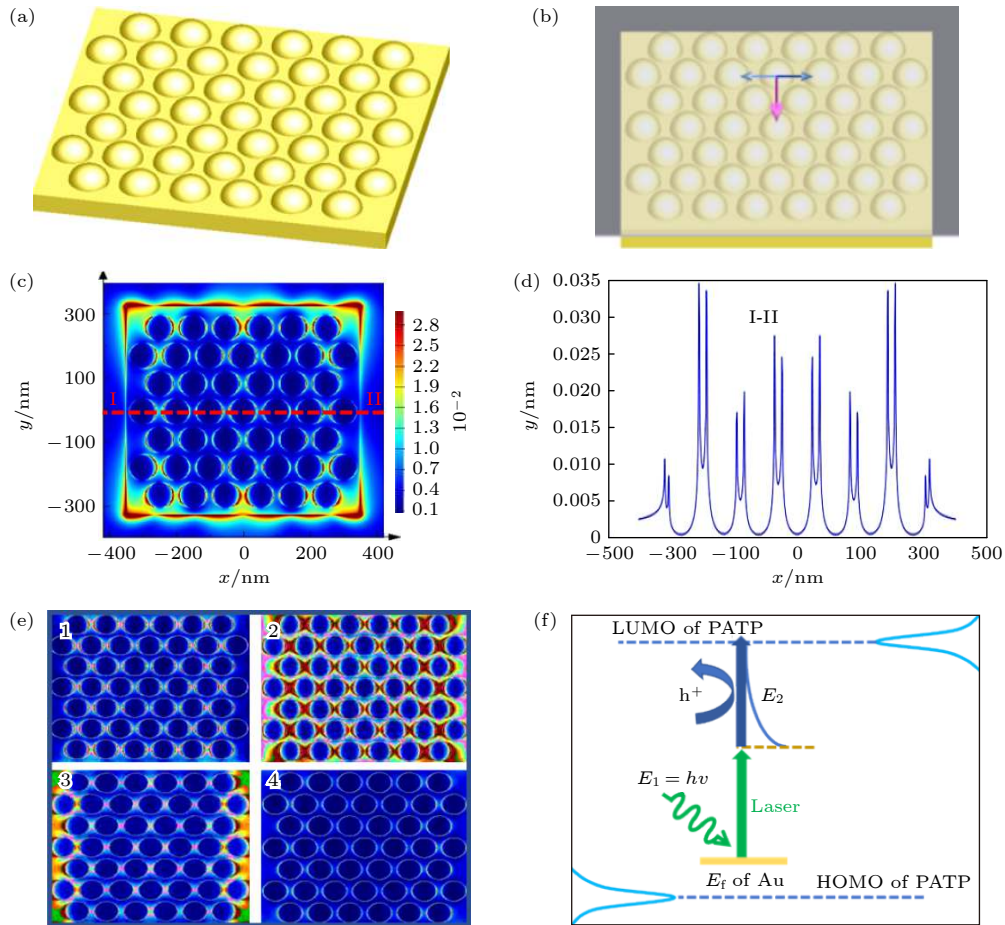 (a)
(b)
(c)
400
300
100
−100
−300
y/nm
I
II
−400
−200
0
200
400
x/nm
2.8
2.5
2.2
1.9
1.6
1.3
1.0
0.7
0.4
0.1
10⁻²
(d)
0.035
0.030
0.025
0.020
0.015
0.010
0.005
0
y/nm
I-II
−500
−300
−100
0
100
300
500
x/nm
(e)
1
2
3
4
(f)
LUMO of PATP
h⁺
E₂
E₁ = hv
Laser
E_f of Au
HOMO of PATP